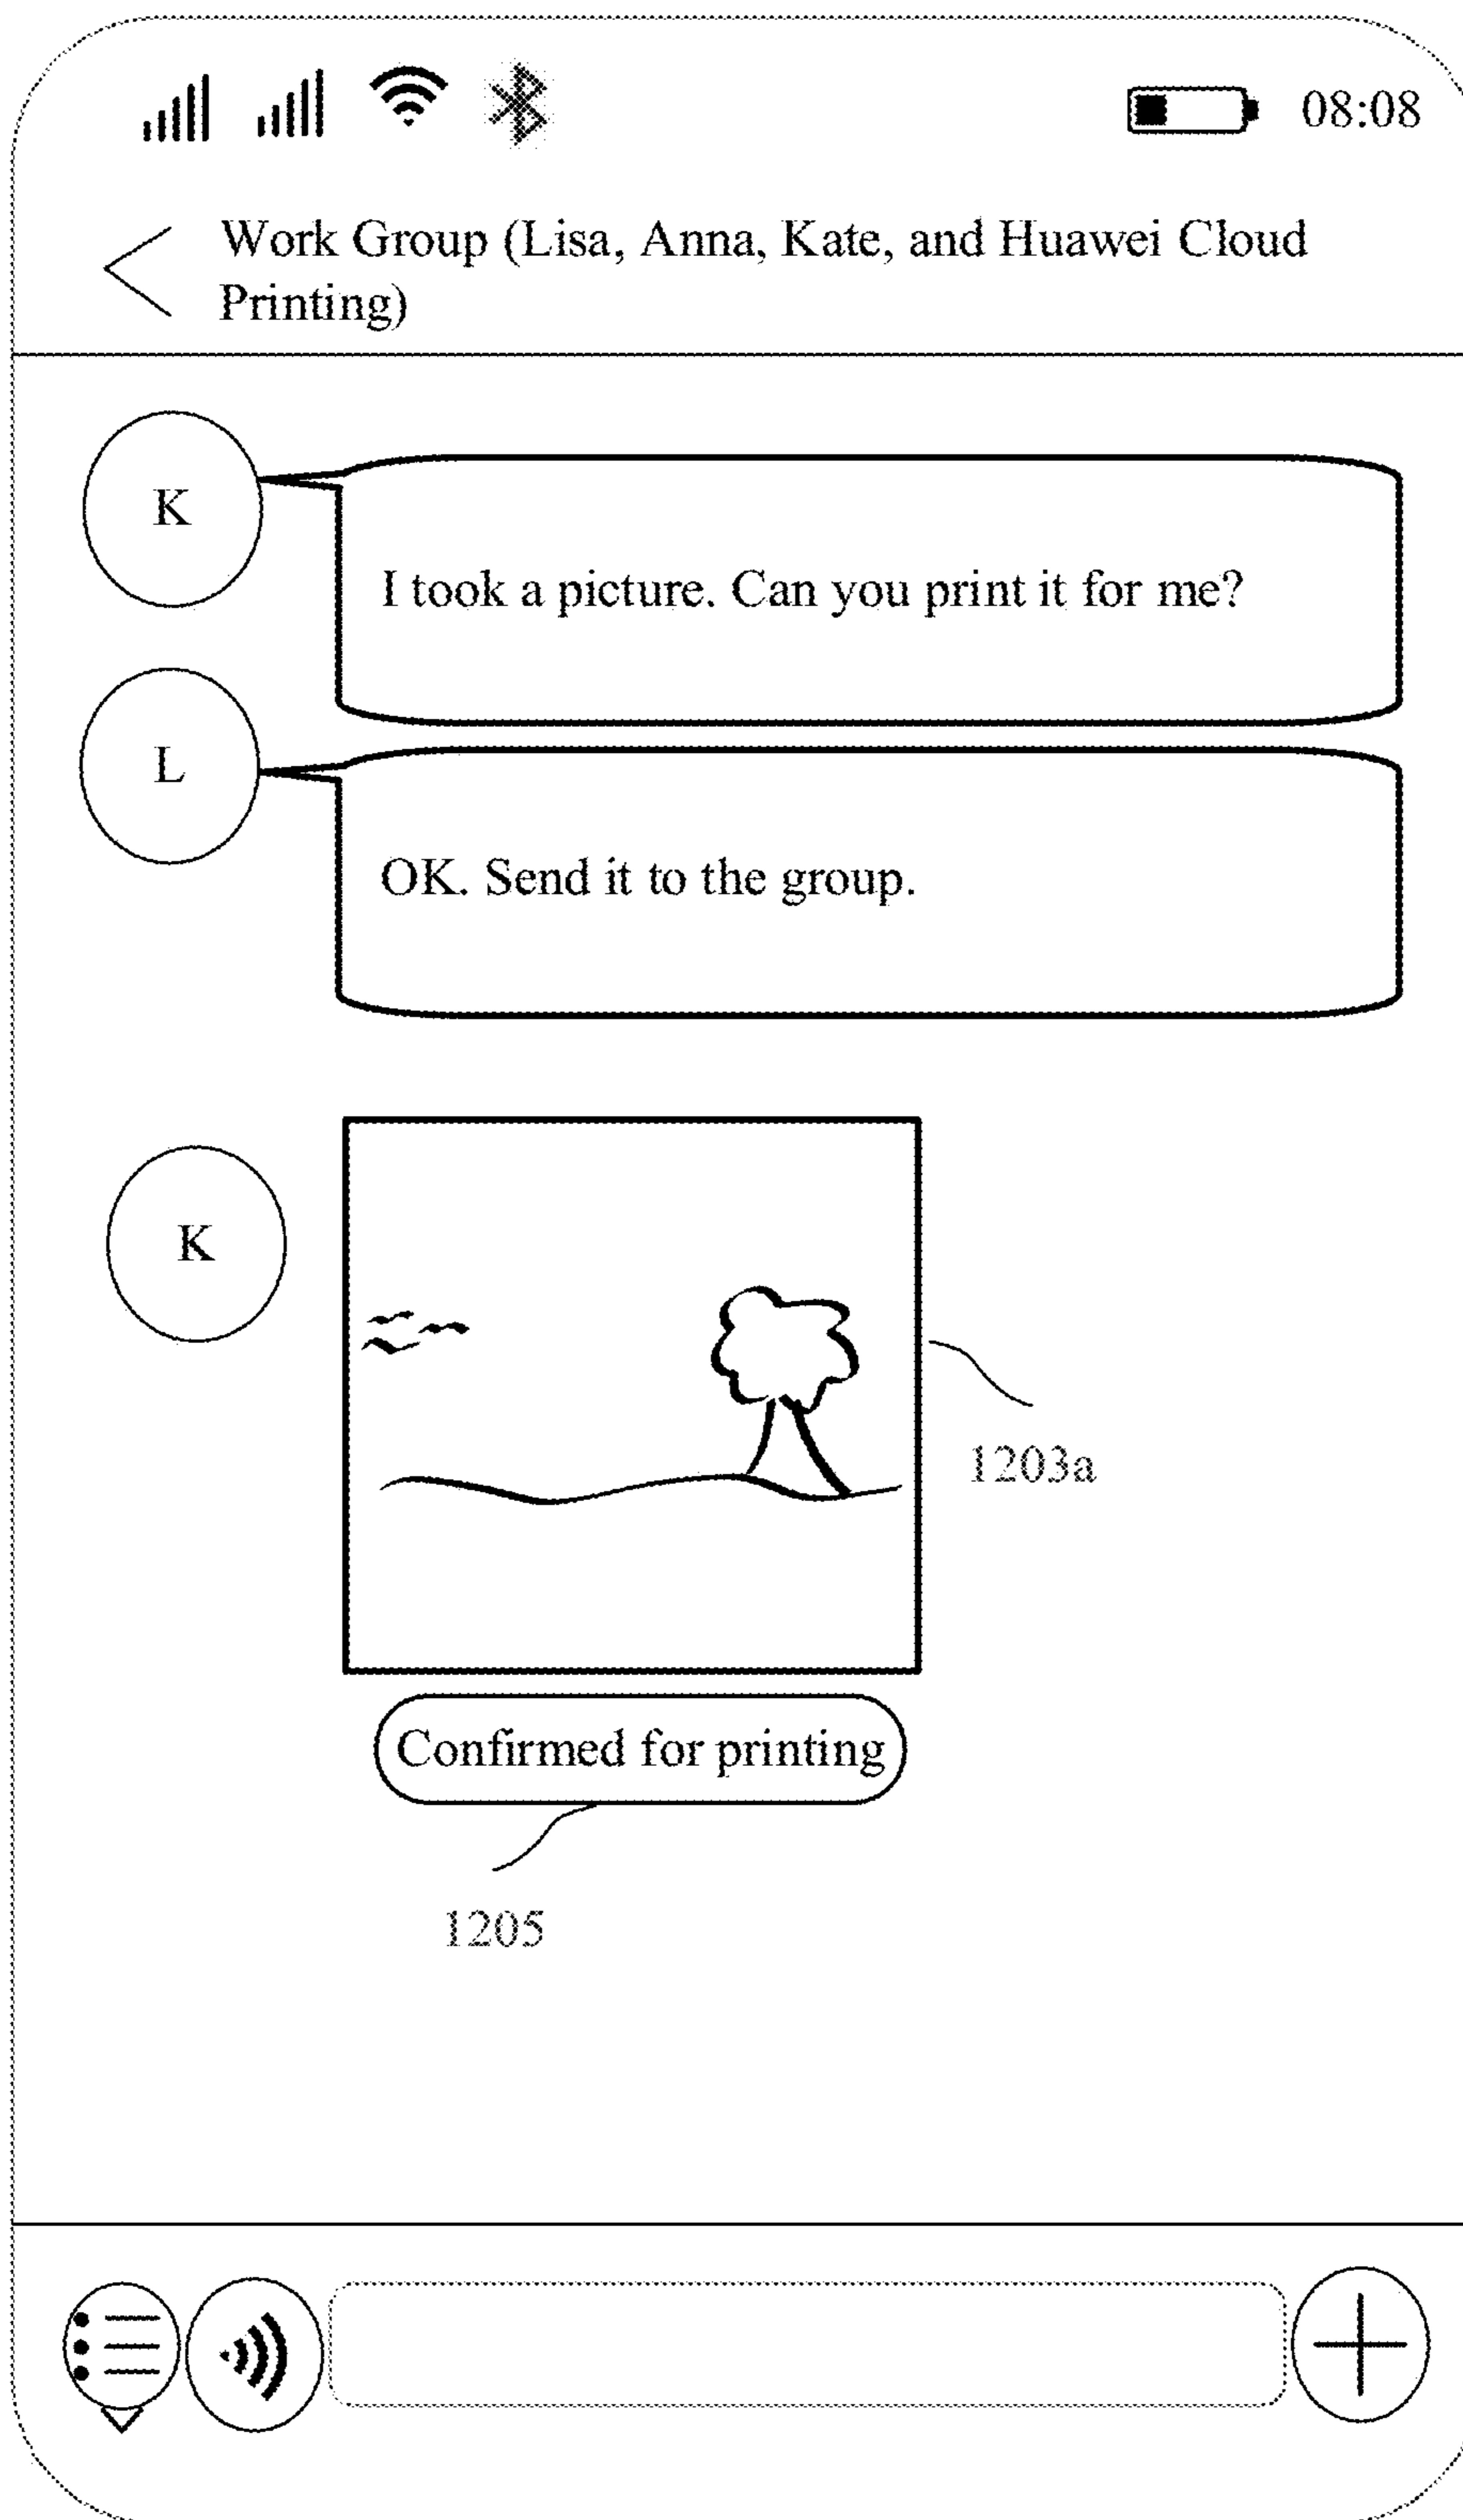 08:08
Work Group (Lisa, Anna, Kate, and Huawei Cloud
Printing)
K
I took a picture. Can you print it for me?
L
OK. Send it to the group.
K
1203a
Confirmed for printing
1205